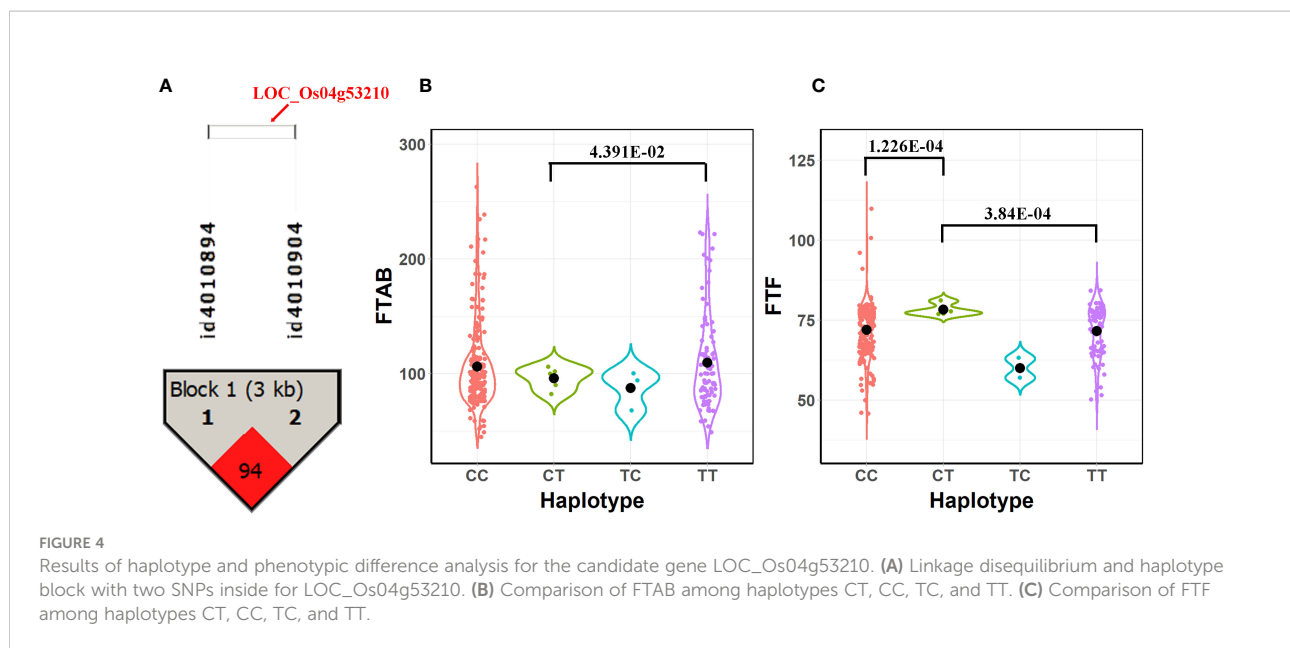 A
LOC_Os04g53210
id4010894
id4010904
Block 1 (3 kb)
1 2
94
B
FTAB
300
200
100
4.391E-02
CC CT TC TT
Haplotype
C
FTF
125
100
75
50
1.226E-04
3.84E-04
CC CT TC TT
Haplotype
FIGURE 4
Results of haplotype and phenotypic difference analysis for the candidate gene LOC_Os04g53210. (A) Linkage disequilibrium and haplotype
block with two SNPs inside for LOC_Os04g53210. (B) Comparison of FTAB among haplotypes CT, CC, TC, and TT. (C) Comparison of FTF
among haplotypes CT, CC, TC, and TT.